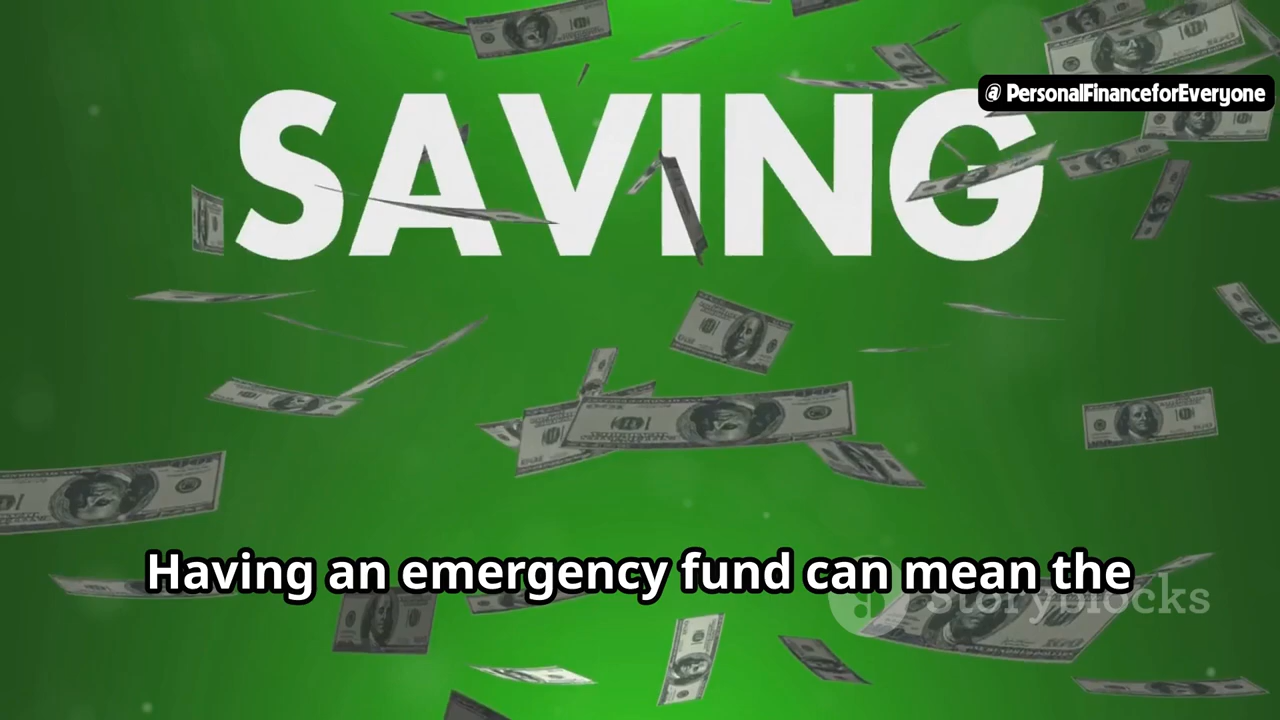 SAVING
@ PersonalFinanceforEveryone
Having an emergency fund can mean the
Storyblocks